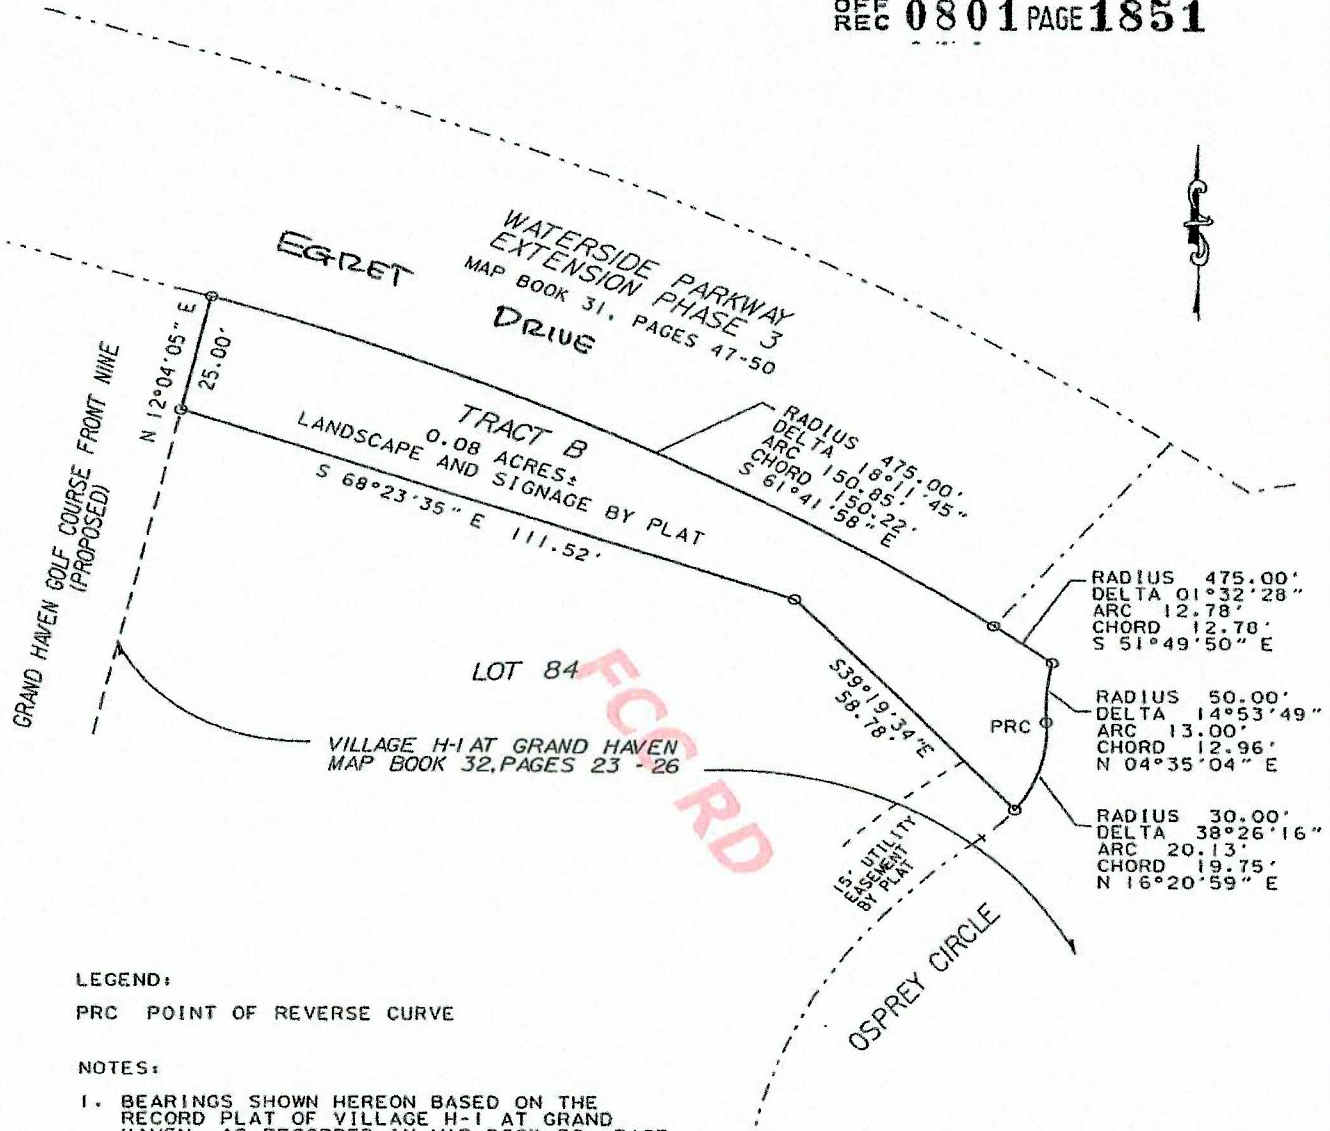 OFF
REC 0801 PAGE 1851
WATERSIDE PARKWAY
EXTENSION PHASE 3
MAP BOOK 31, PAGES 47-50
EGRET
DRIVE
N 12°04'05" E
25.00'
GRAND HAVEN GOLF COURSE FRONT NINE
(PROPOSED)
TRACT B
0.08 ACRES±
LANDSCAPE AND SIGNAGE BY PLAT
S 68°23'35" E 111.52'
RADIUS 475.00'
DELTA 18°11'45"
ARC 150.85'
CHORD 150.22'
S 61°41'58" E
RADIUS 475.00'
DELTA 01°32'28"
ARC 12.78'
CHORD 12.78'
S 51°49'50" E
LOT 84
S39°19'34"E
58.78'
PRC
RADIUS 50.00'
DELTA 14°53'49"
ARC 13.00'
CHORD 12.96'
N 04°35'04" E
VILLAGE H-1 AT GRAND HAVEN
MAP BOOK 32, PAGES 23 - 26
FCC RD
RADIUS 30.00'
DELTA 38°26'16"
ARC 20.13'
CHORD 19.75'
N 16°20'59" E
15' UTILITY
EASEMENT
BY PLAT
OSPREY CIRCLE
LEGEND:
PRC POINT OF REVERSE CURVE
NOTES:
1. BEARINGS SHOWN HEREON BASED ON THE
RECORD PLAT OF VILLAGE H-1 AT GRAND